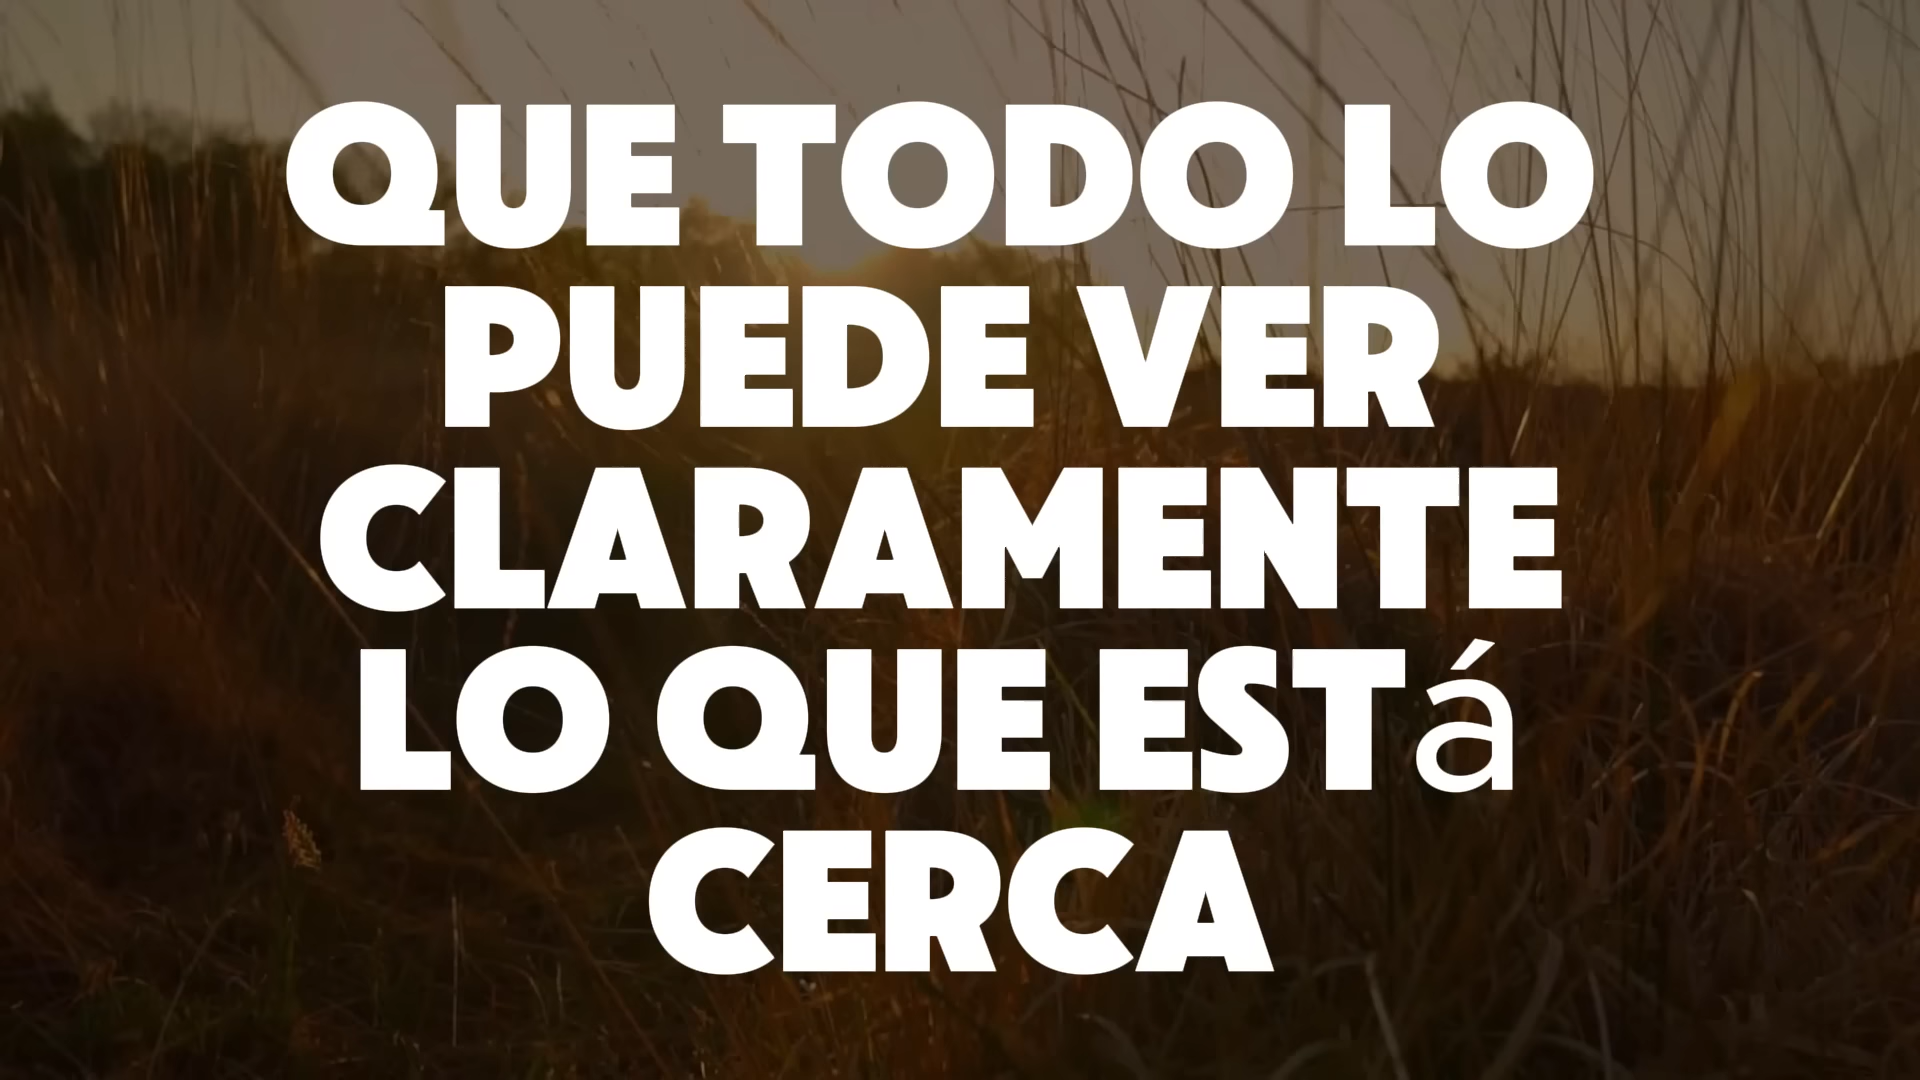 QUE TODO LO
PUEDE VER
CLARAMENTE
LO QUE ESTá
CERCA